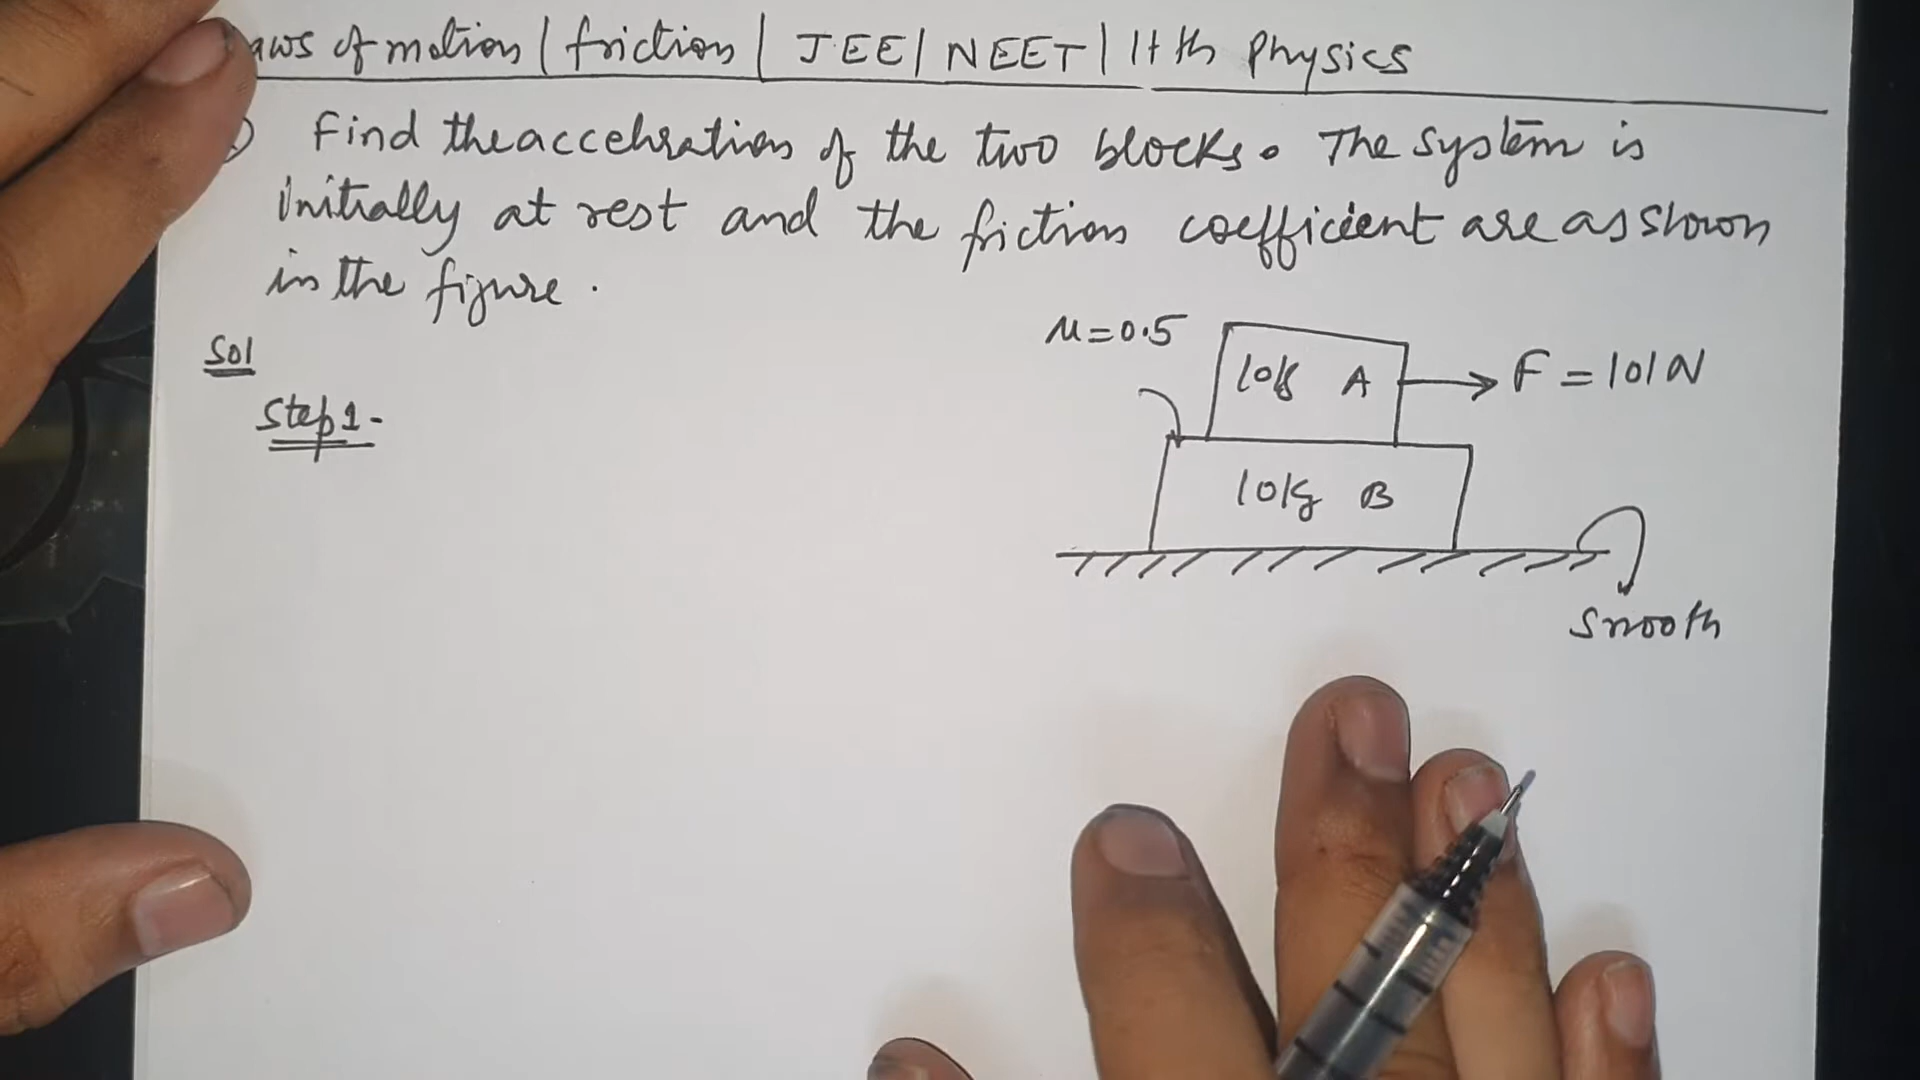 aws of motion | friction | JEE | NEET | 11th Physics
Find the acceleration of the two blocks. The system is
initially at rest and the friction coefficient are as shown
in the figure.
Sol
Step 1 -
μ = 0.5
10kg A
F = 101N
10kg B
Smooth